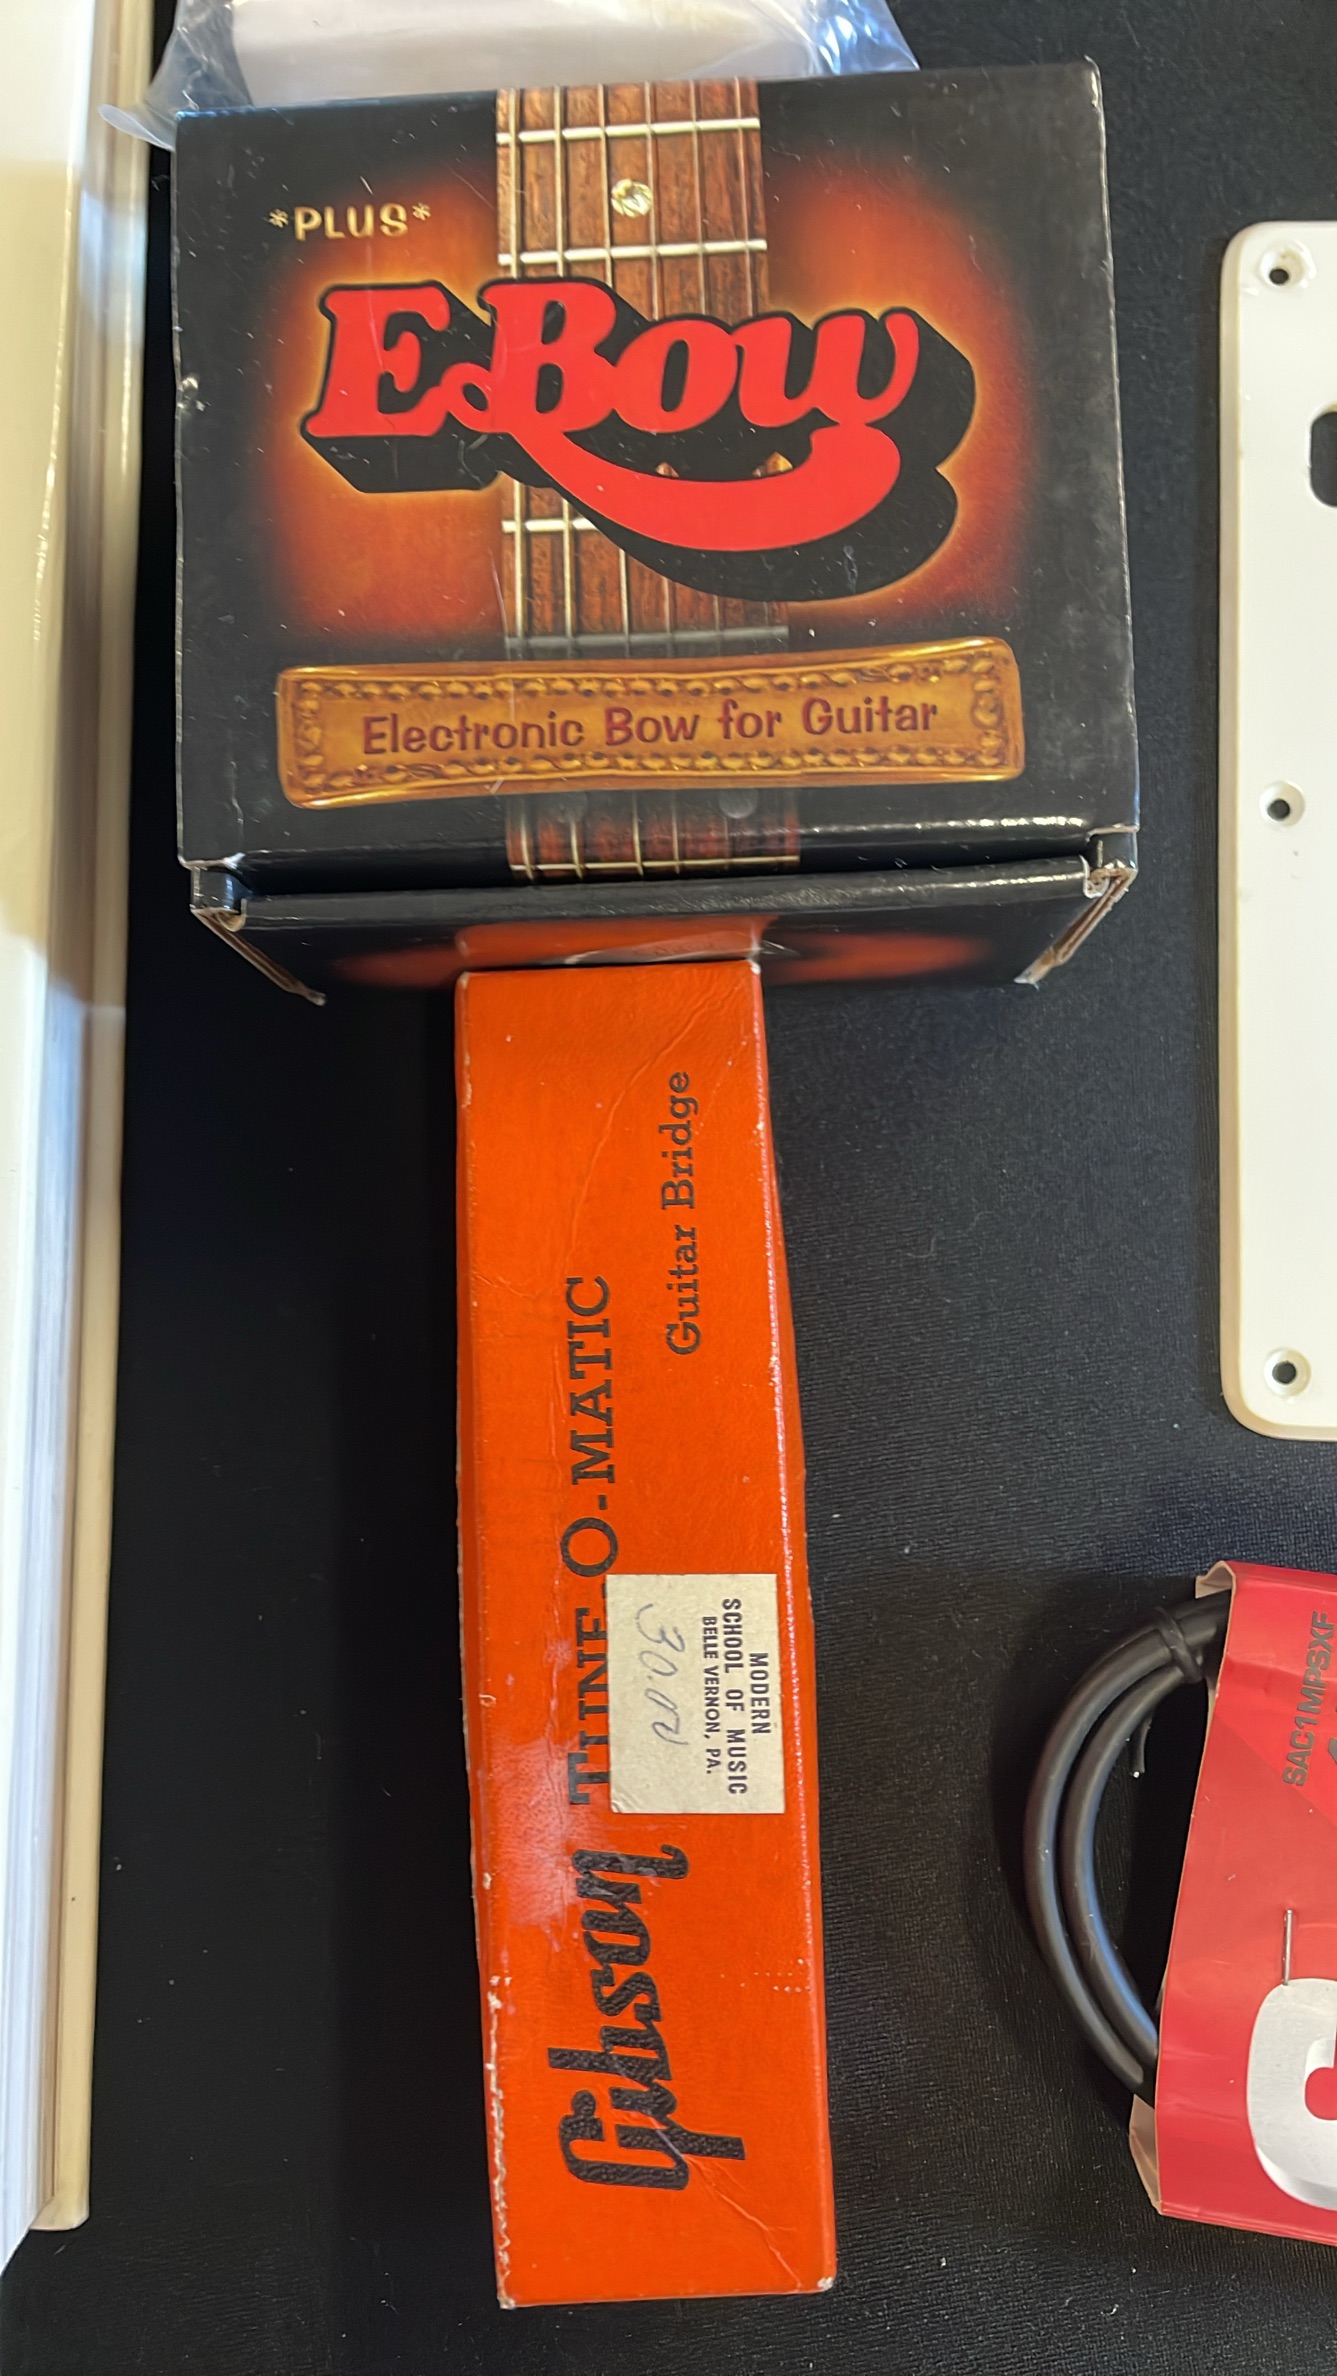 *PLUS*
E-Bow
Electronic Bow for Guitar
Gibson TUNE-O-MATIC
Guitar Bridge
MODERN
SCHOOL OF MUSIC
BELLE VERNON, PA.
30.00
SAC1MPSXF